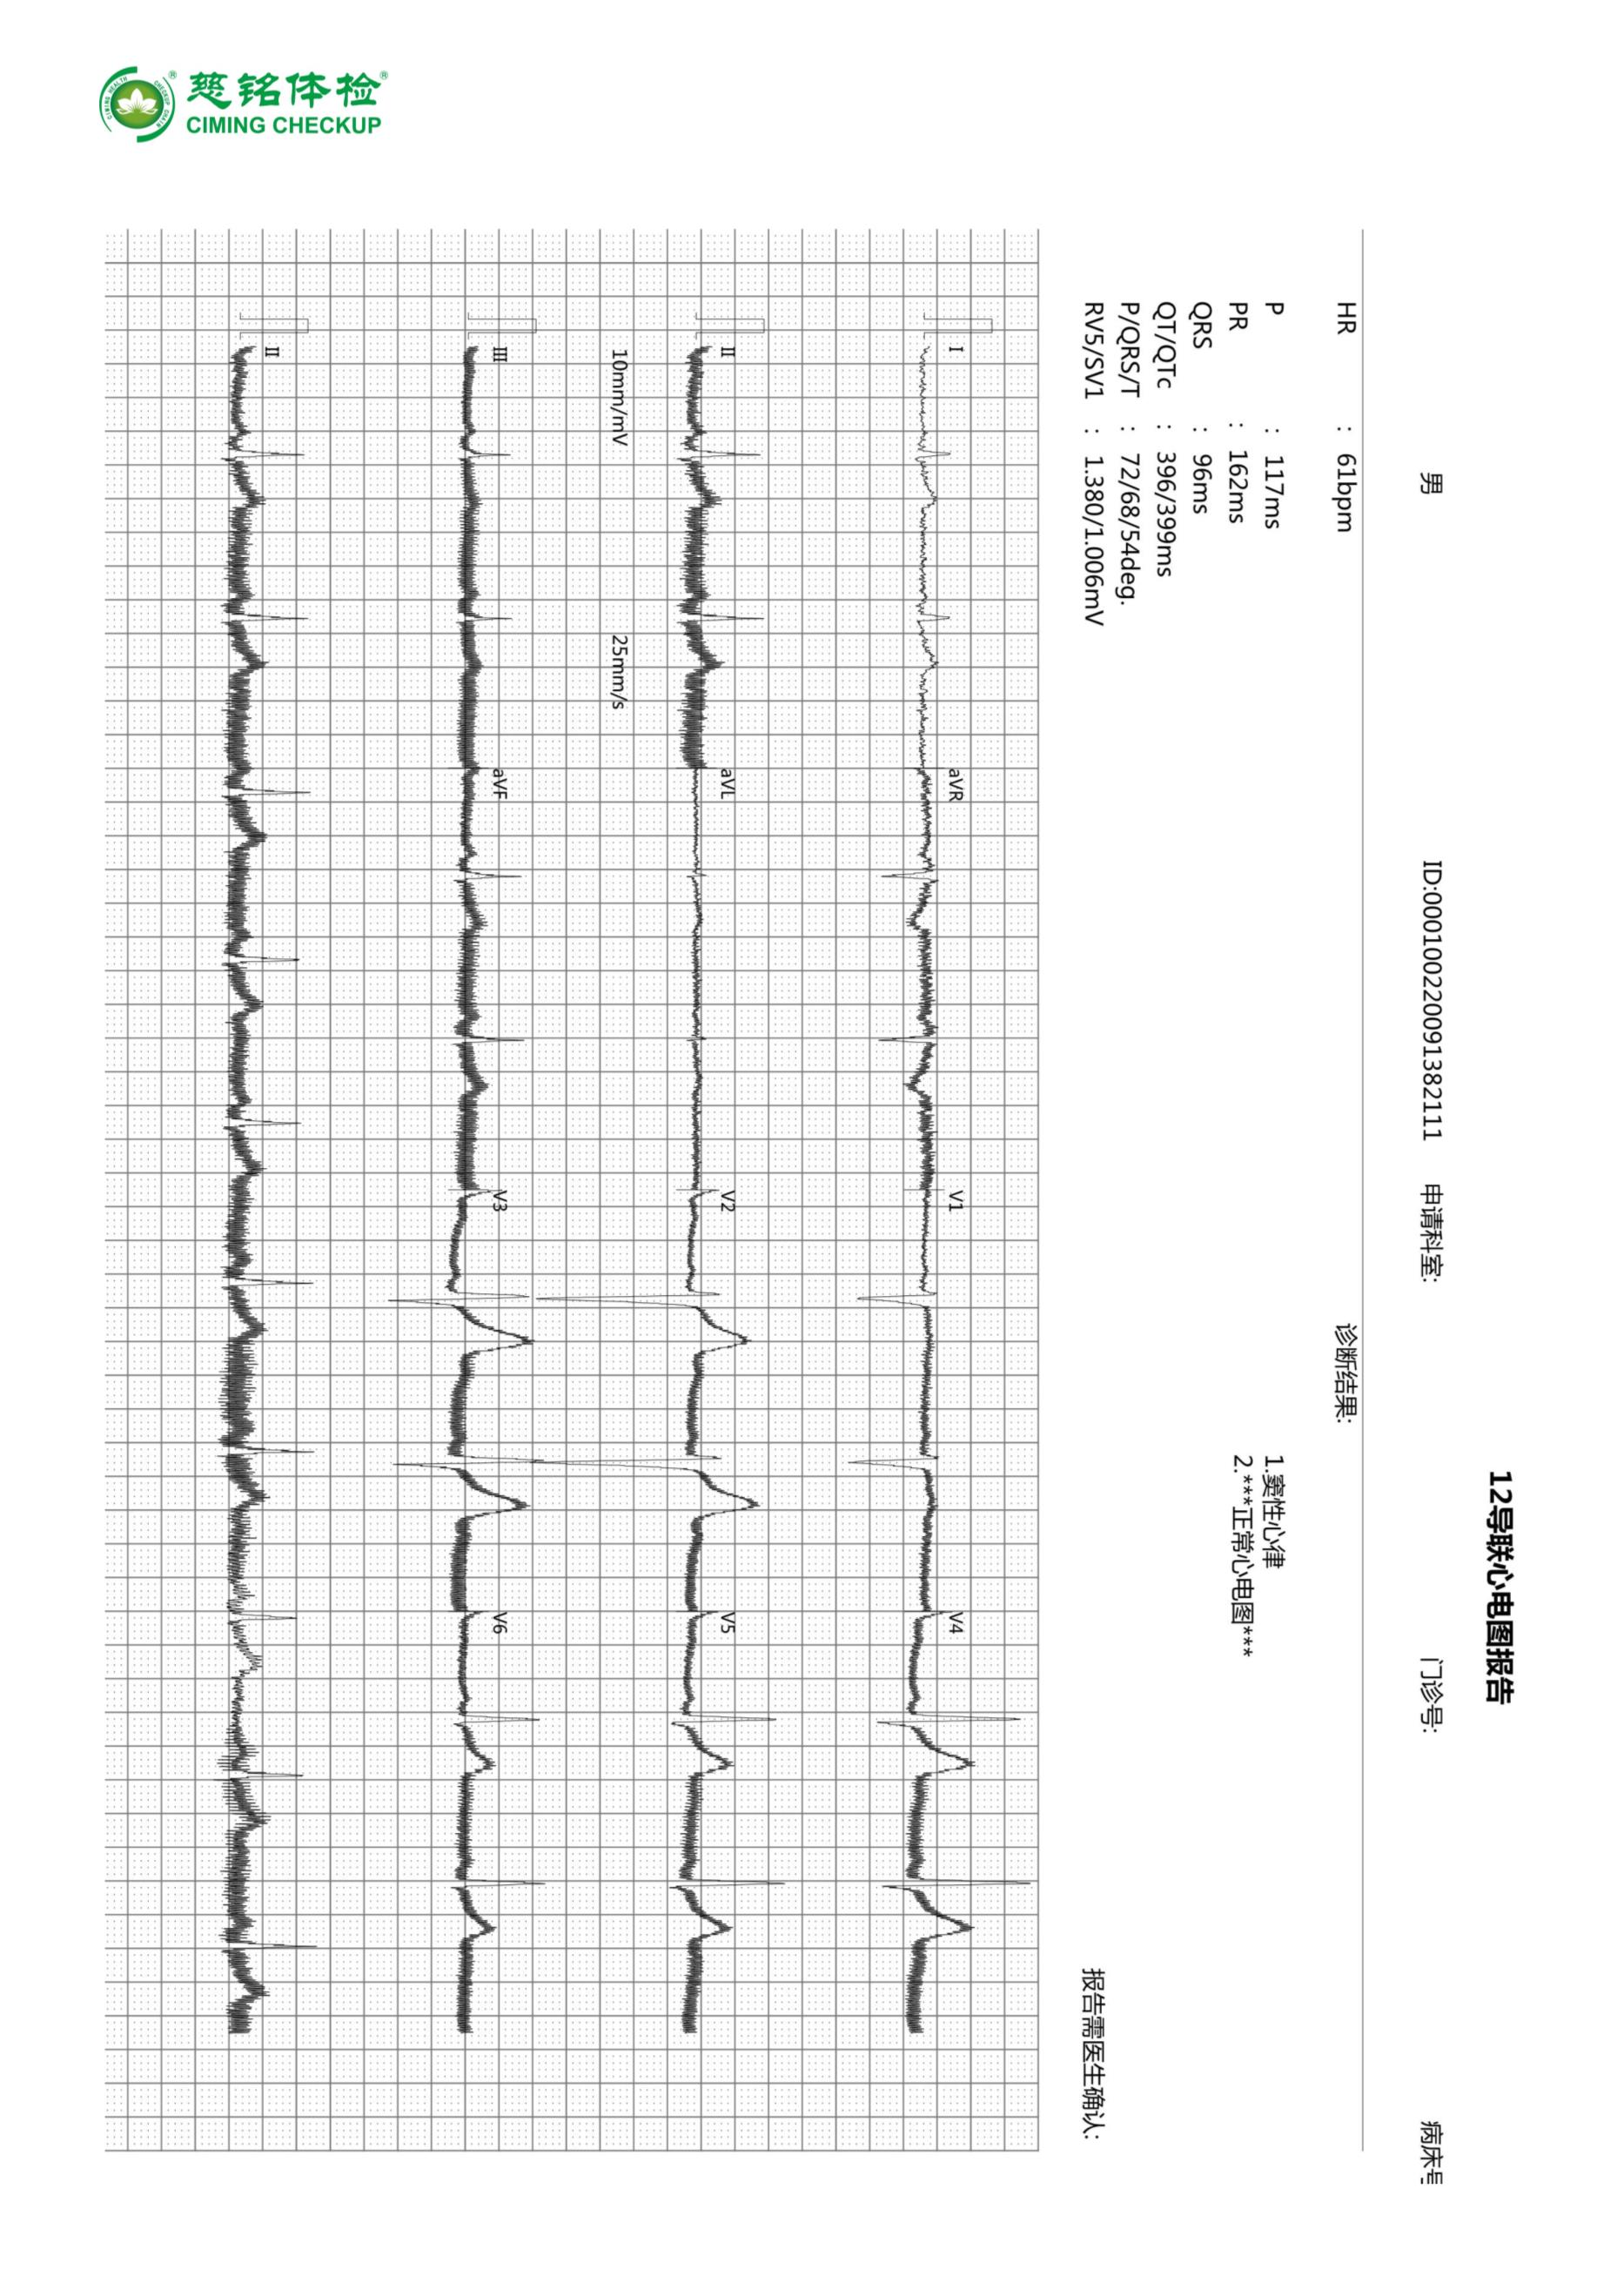 慈铭体检
CIMING CHECKUP
12导联心电图报告
男 ID:000100220091382111 申请科室: 门诊号: 病床号
HR : 61bpm
P : 117ms
PR : 162ms
QRS : 96ms
QT/QTc : 396/399ms
P/QRS/T : 72/68/54deg.
RV5/SV1 : 1.380/1.006mV
诊断结果:
1.窦性心律
2.***正常心电图***
报告需医生确认:
I aVR V1 V4
II aVL V2 V5
10mm/mV 25mm/s
III aVF V3 V6
II